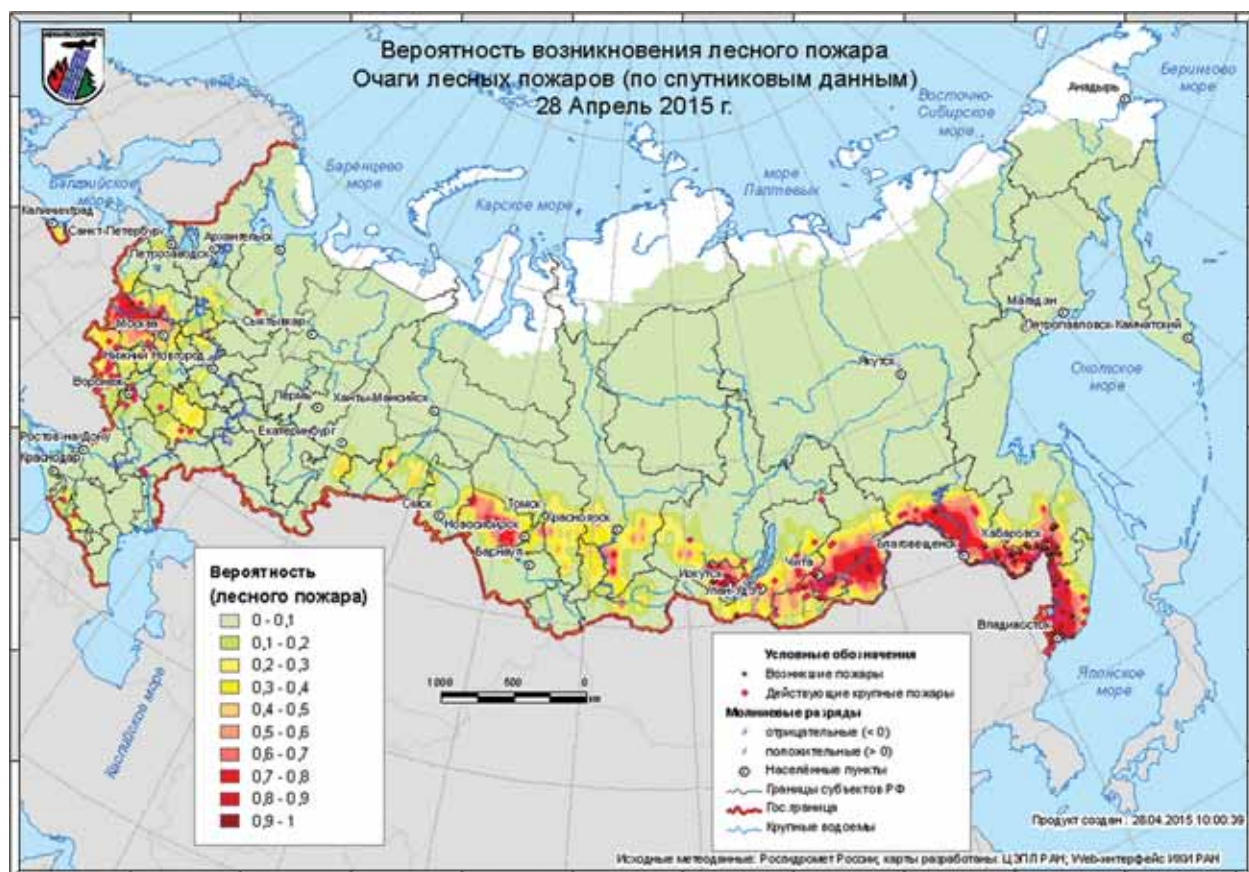 Вероятность возникновения лесного пожара
Очаги лесных пожаров (по спутниковым данным)
28 Апрель 2015 г.
Берингово
море
Анадырь
Восточно-
Сибирское
море
Баренцево
море
море
Лаптевых
Карское море
Балтийское
море
Калининград
Санкт-Петербург
Архангельск
Петрозаводск
Магадан
Петропавловск-Камчатский
Москва
Сыктывкар
Нижний Новгород
Якутск
Охотское
море
Воронеж
Пермь
Ханты-Мансийск
Ростов-на-Дону
Екатеринбург
Краснодар
Омск
Томск
Новосибирск
Красноярск
Барнаул
Иркутск
Улан-Удэ
Чита
Благовещенск
Хабаровск
Владивосток
Каспийское море
Японское
море
Вероятность
(лесного пожара)
0 - 0,1
0,1 - 0,2
0,2 - 0,3
0,3 - 0,4
0,4 - 0,5
0,5 - 0,6
0,6 - 0,7
0,7 - 0,8
0,8 - 0,9
0,9 - 1
1000 500 0
км
Условные обозначения
Возникшие пожары
Действующие крупные пожары
Молниевые разряды
отрицательные (< 0)
положительные (> 0)
Населённые пункты
Границы субъектов РФ
Гос.граница
Крупные водоемы
Продукт создан : 28.04.2015 10:00:39
Исходные метеоданные: Росгидромет России; карты разработаны: ЦЭПЛ РАН; Web-интерфейс ИКИ РАН